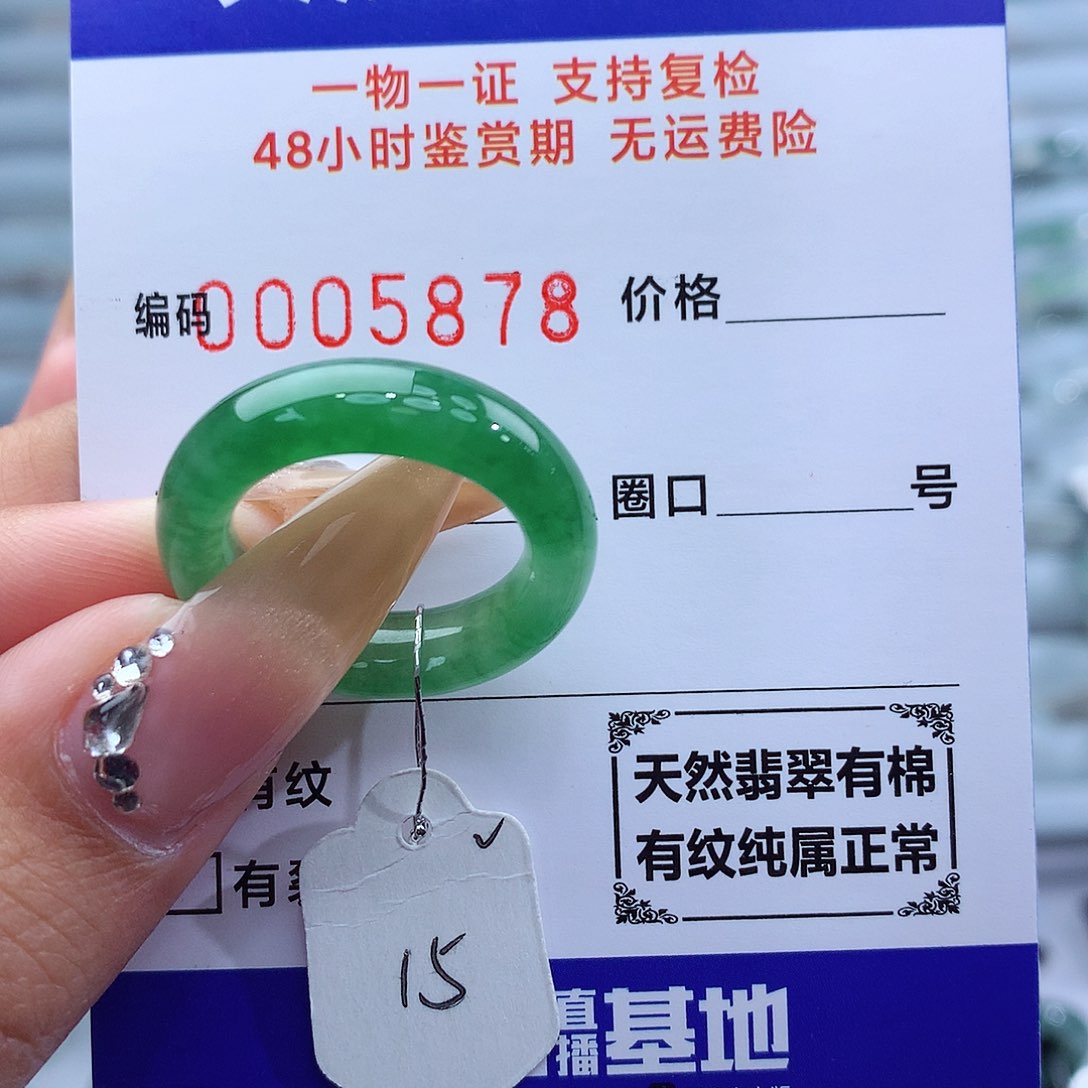 一物一证 支持复检
48小时鉴赏期 无运费险
编码0005878 价格
圈口 号
有纹
有
天然翡翠有棉
有纹纯属正常
15
直播基地